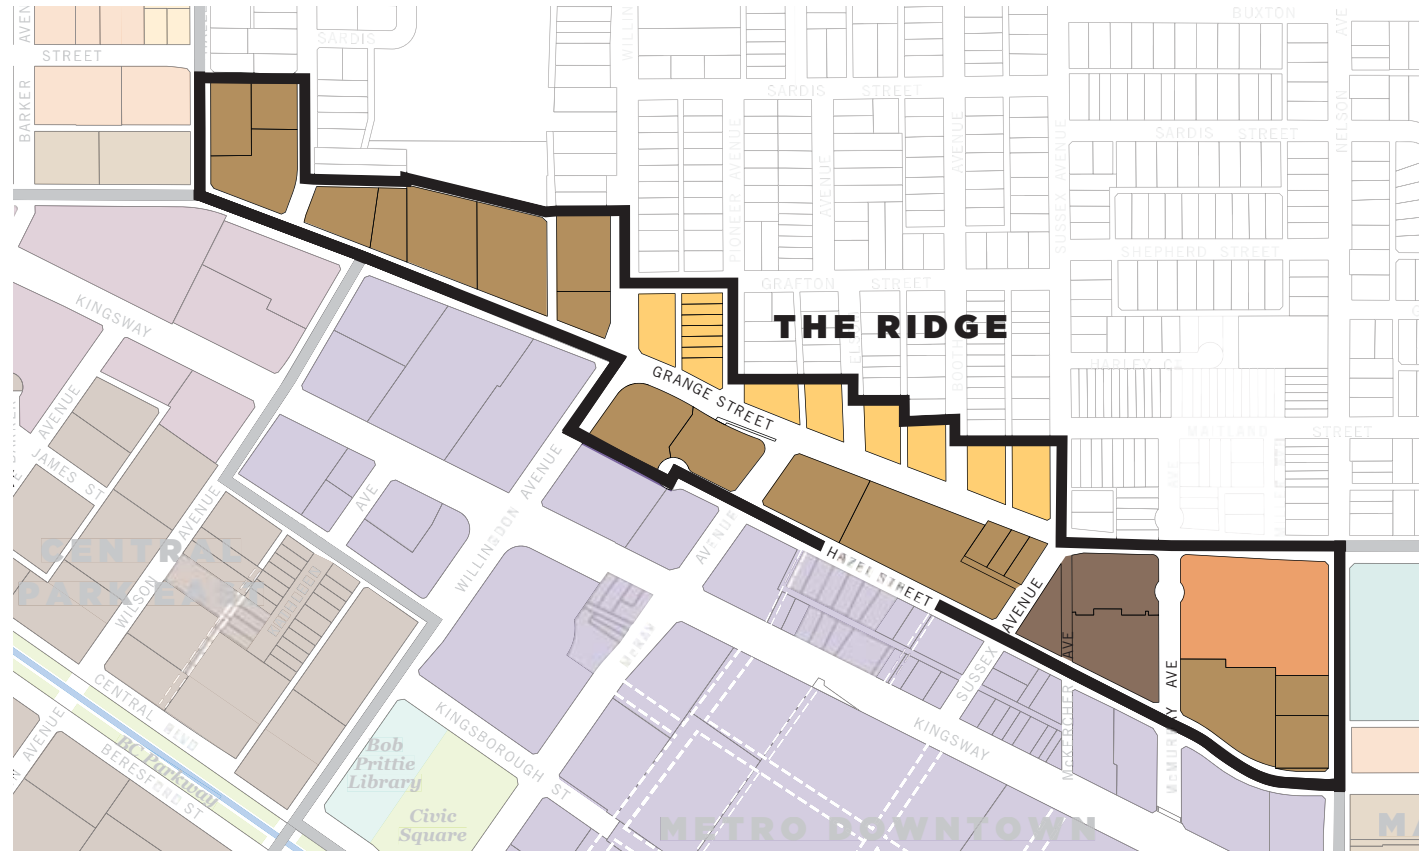 BUXTON
SARDIS
STREET
SARDIS STREET
BARKER
SARDIS STREET
NELSON
PIONEER AVENUE
AVENUE
AVENUE
SUSSEX AVENUE
SHEPHERD STREET
GRAFTON STREET
THE RIDGE
KINGSWAY
GRANGE STREET
AVENUE
JAMES ST
MAITLAND STREET
WILLINGDON AVENUE
AVE
AVENUE
AVENUE
CENTRAL
PARK EAST
WILSON
HAZEL STREET
AVENUE
SUSSEX
McKAY
AVE
AVE
McKERCHER
McMURRAY
CENTRAL BLVD
BC Parkway
BERESFORD ST
AVENUE
KINGSBOROUGH ST
KINGSWAY
Bob
Prittie
Library
Civic
Square
METRO DOWNTOWN